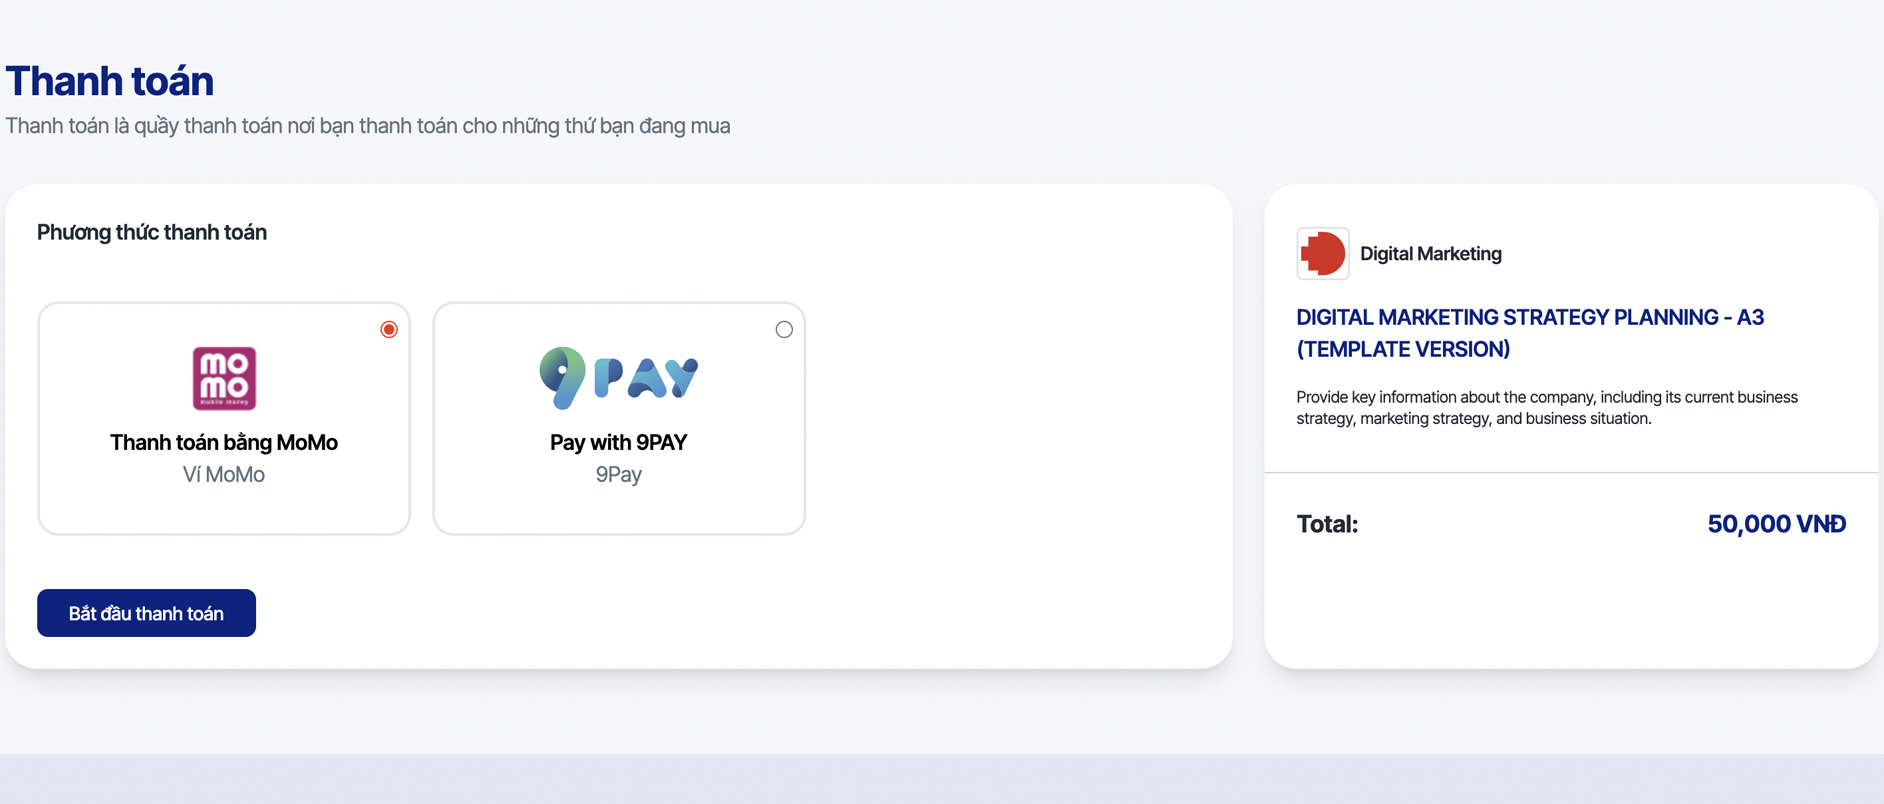 Thanh toán
Thanh toán là quầy thanh toán nơi bạn thanh toán cho những thứ bạn đang mua
Phương thức thanh toán
mo
mo
mobile money
Thanh toán bằng MoMo
Ví MoMo
9PAY
Pay with 9PAY
9Pay
Bắt đầu thanh toán
Digital Marketing
DIGITAL MARKETING STRATEGY PLANNING - A3
(TEMPLATE VERSION)
Provide key information about the company, including its current business
strategy, marketing strategy, and business situation.
Total:
50,000 VNĐ